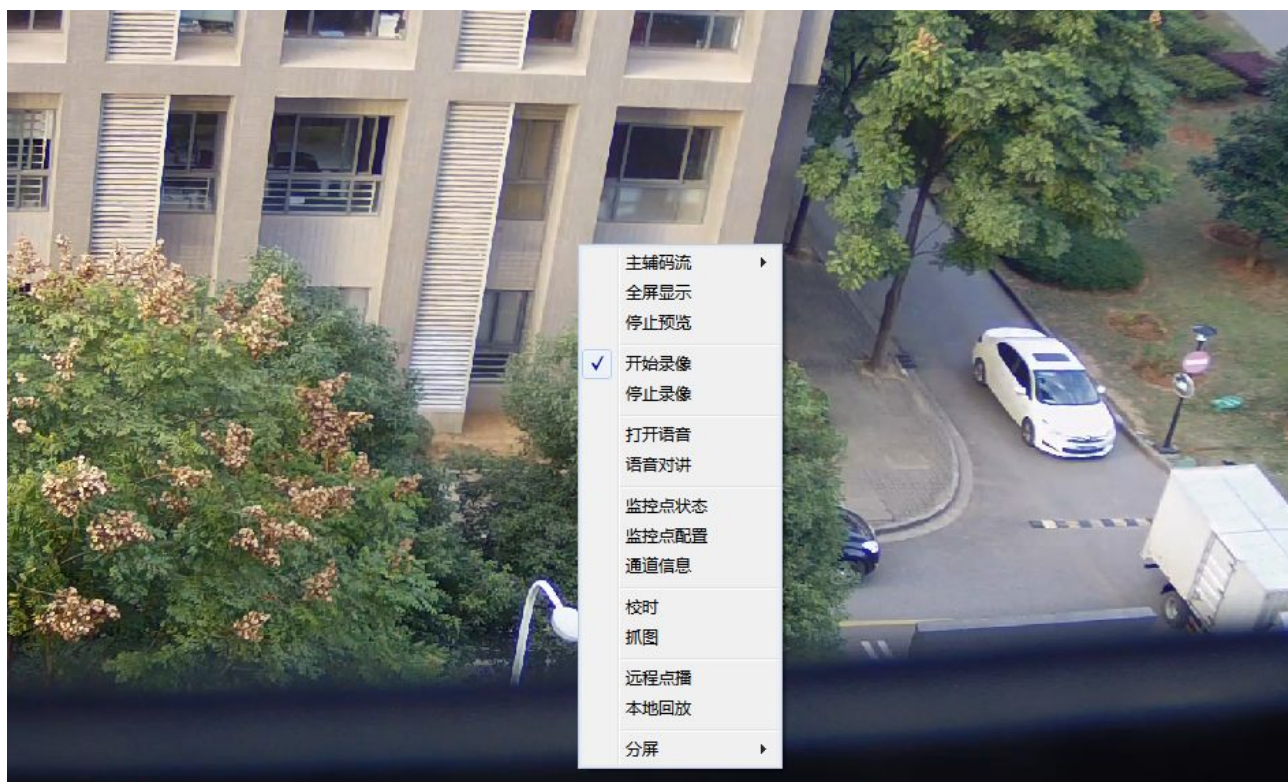 主辅码流
全屏显示
停止预览
开始录像
停止录像
打开语音
语音对讲
监控点状态
监控点配置
通道信息
校时
抓图
远程点播
本地回放
分屏